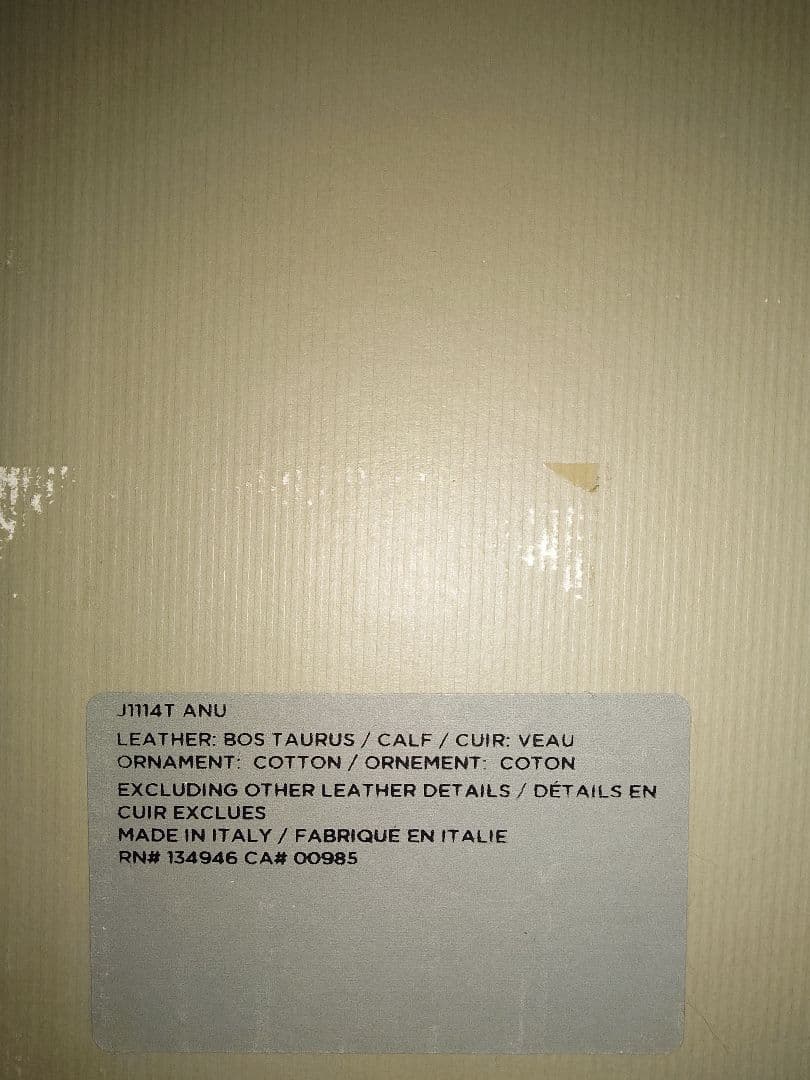 J1114T ANU
LEATHER: BOS TAURUS / CALF / CUIR: VEAU
ORNAMENT: COTTON / ORNEMENT: COTON
EXCLUDING OTHER LEATHER DETAILS / DÉTAILS EN
CUIR EXCLUES
MADE IN ITALY / FABRIQUÉ EN ITALIE
RN# 134946 CA# 00985